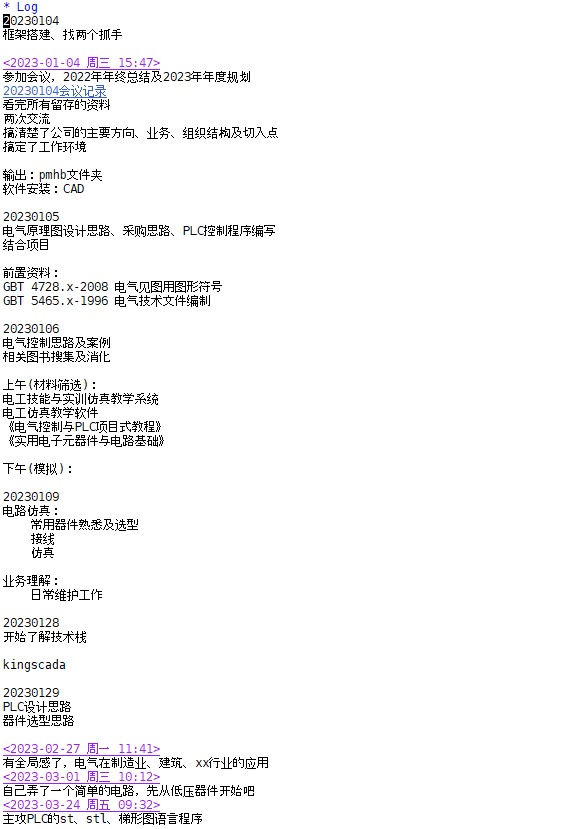 * Log
20230104
框架搭建、找两个抓手
<2023-01-04 周三 15:47>
参加会议，2022年年终总结及2023年年度规划
20230104会议记录
看完所有留存的资料
两次交流
搞清楚了公司的主要方向、业务、组织结构及切入点
搞定了工作环境
输出：pmhb文件夹
软件安装：CAD
20230105
电气原理图设计思路、采购思路、PLC控制程序编写
结合项目
前置资料：
GBT 4728.x-2008 电气见图用图形符号
GBT 5465.x-1996 电气技术文件编制
20230106
电气控制思路及案例
相关图书搜集及消化
上午(材料筛选)：
电工技能与实训仿真教学系统
电工仿真教学软件
《电气控制与PLC项目式教程》
《实用电子元器件与电路基础》
下午(模拟)：
20230109
电路仿真：
常用器件熟悉及选型
接线
仿真
业务理解：
日常维护工作
20230128
开始了解技术栈
kingscada
20230129
PLC设计思路
器件选型思路
<2023-02-27 周一 11:41>
有全局感了，电气在制造业、建筑、xx行业的应用
<2023-03-01 周三 10:12>
自己弄了一个简单的电路，先从低压器件开始吧
<2023-03-24 周五 09:32>
主攻PLC的st、stl、梯形图语言程序